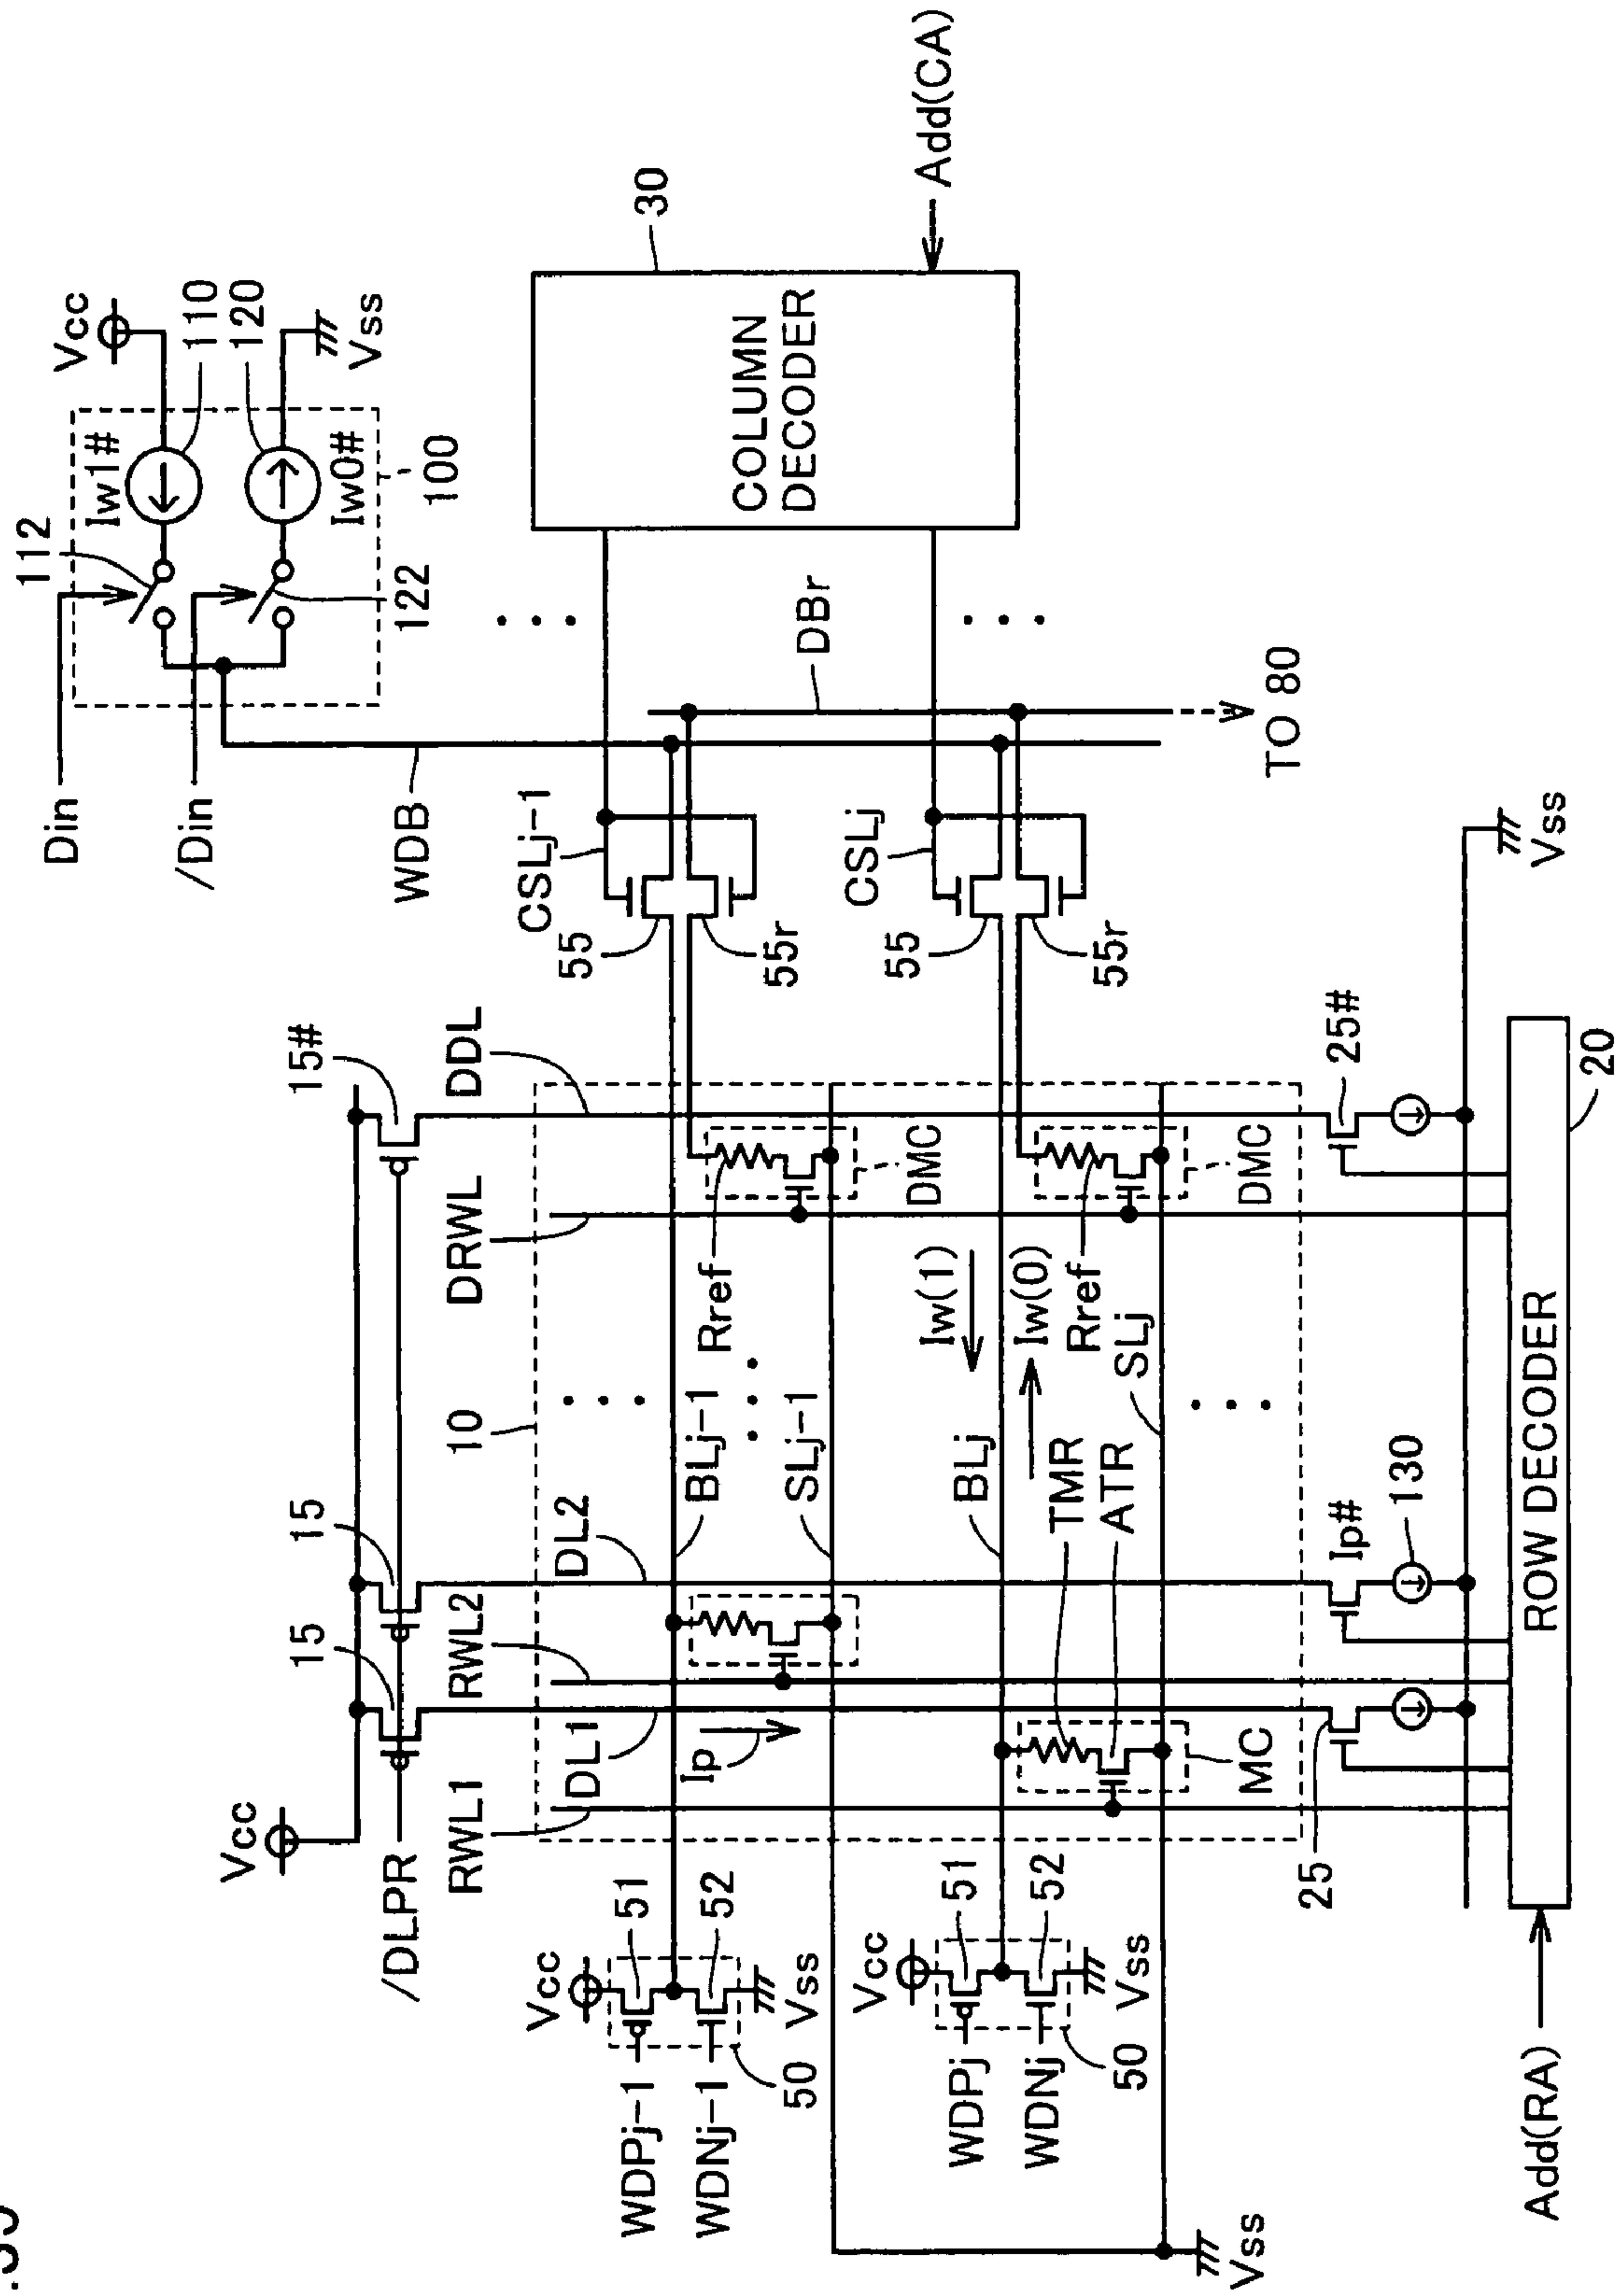 Din
/Din
WDB
112
122
Iw1#
Iw0#
100
Vcc
110
120
Vss
COLUMN
DECODER
30
Add(CA)
DBr
TO 80
CSLj-1
55
55r
CSLj
55
55r
Vcc
/DLPR
15
15
15#
RWL1
RWL2
DL1
DL2
DRWL
DDL
10
Ip
BLj-1
SLj-1
Rref
DMC
BLj
Iw(1)
Iw(0)
TMR
ATR
SLj
Rref
DMC
MC
Vcc
51
52
Vss
50
WDPj-1
WDNj-1
Vcc
51
52
Vss
50
WDPj
WDNj
Vss
25
Ip#
130
25#
Vss
ROW DECODER
20
Add(RA)